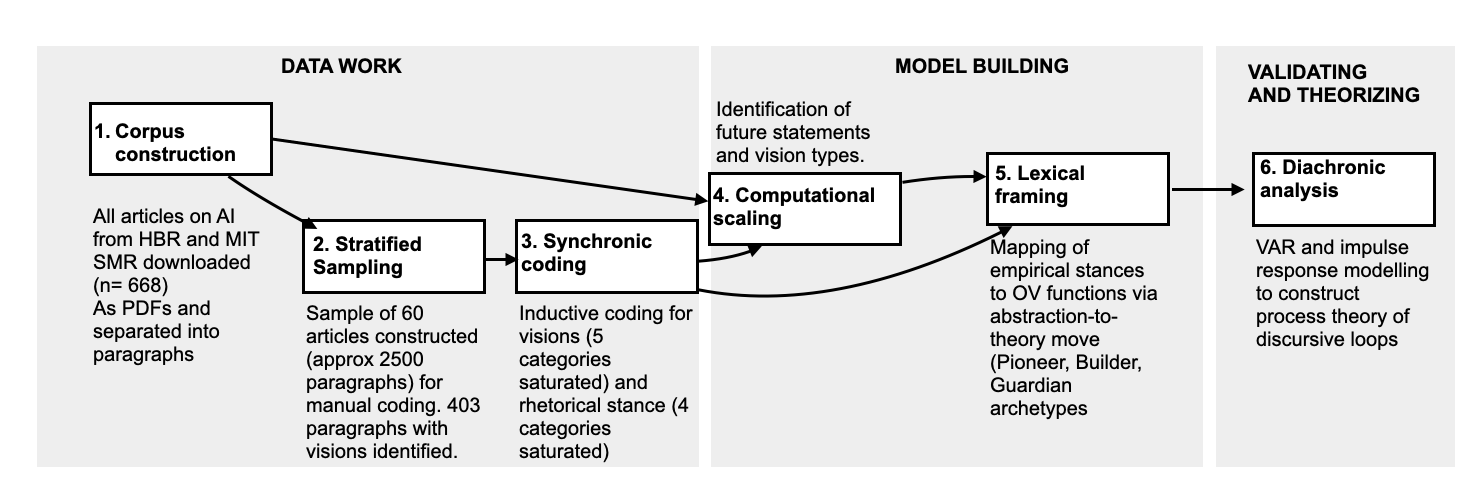 DATA WORK
1. Corpus
construction
All articles on AI
from HBR and MIT
SMR downloaded
(n= 668)
As PDFs and
separated into
paragraphs
2. Stratified
Sampling
Sample of 60
articles constructed
(approx 2500
paragraphs) for
manual coding. 403
paragraphs with
visions identified.
3. Synchronic
coding
Inductive coding for
visions (5
categories
saturated) and
rhetorical stance (4
categories
saturated)
MODEL BUILDING
Identification of
future statements
and vision types.
4. Computational
scaling
5. Lexical
framing
Mapping of
empirical stances
to OV functions via
abstraction-to-
theory move
(Pioneer, Builder,
Guardian
archetypes
VALIDATING
AND THEORIZING
6. Diachronic
analysis
VAR and impulse
response modelling
to construct
process theory of
discursive loops